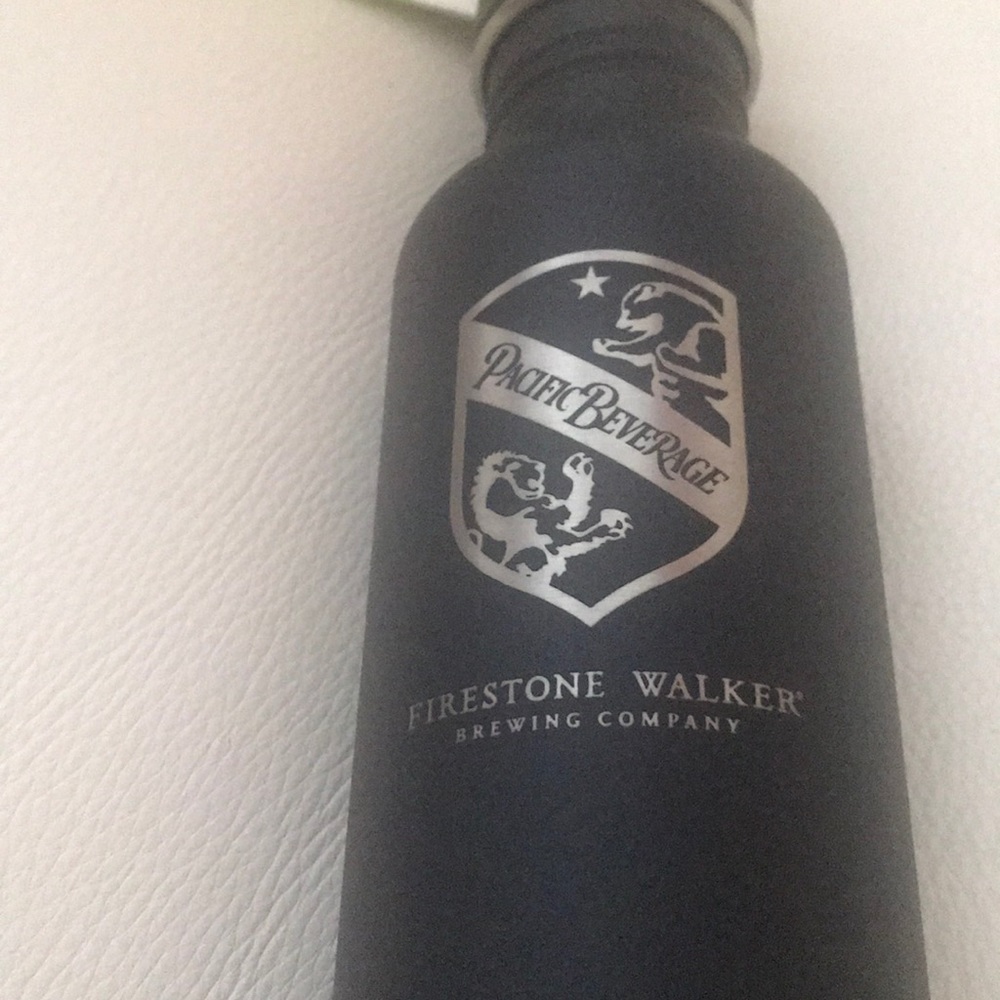 PACIFIC BEVERAGE
FIRESTONE WALKER®
BREWING COMPANY